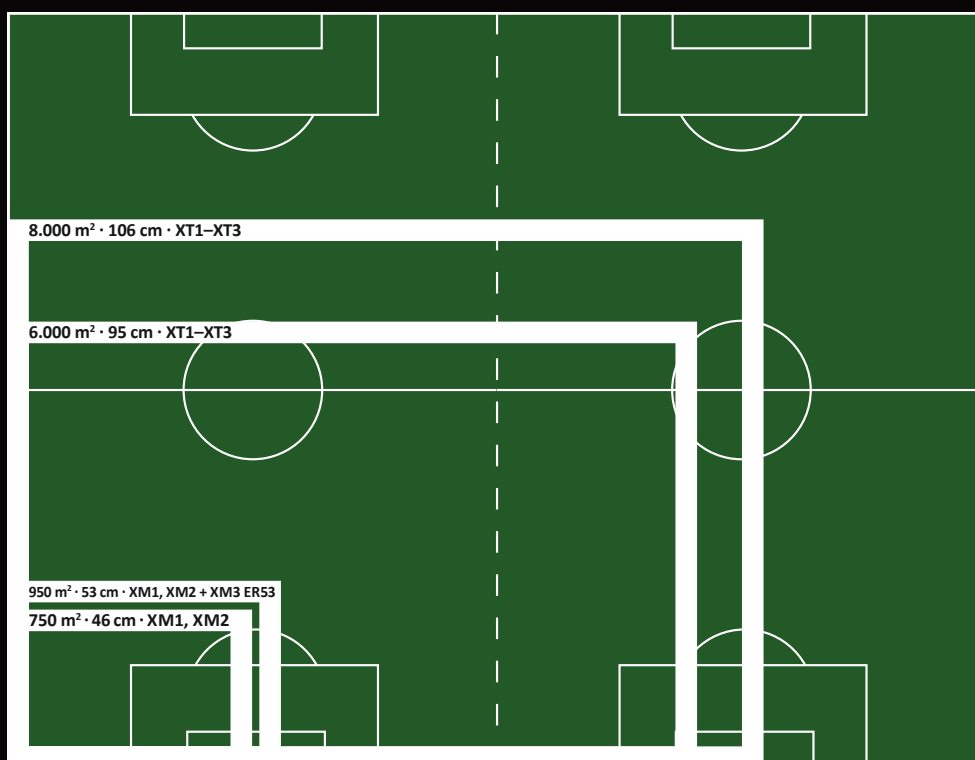 8.000 m² · 106 cm · XT1–XT3
6.000 m² · 95 cm · XT1–XT3
950 m² · 53 cm · XM1, XM2 + XM3 ER53
750 m² · 46 cm · XM1, XM2